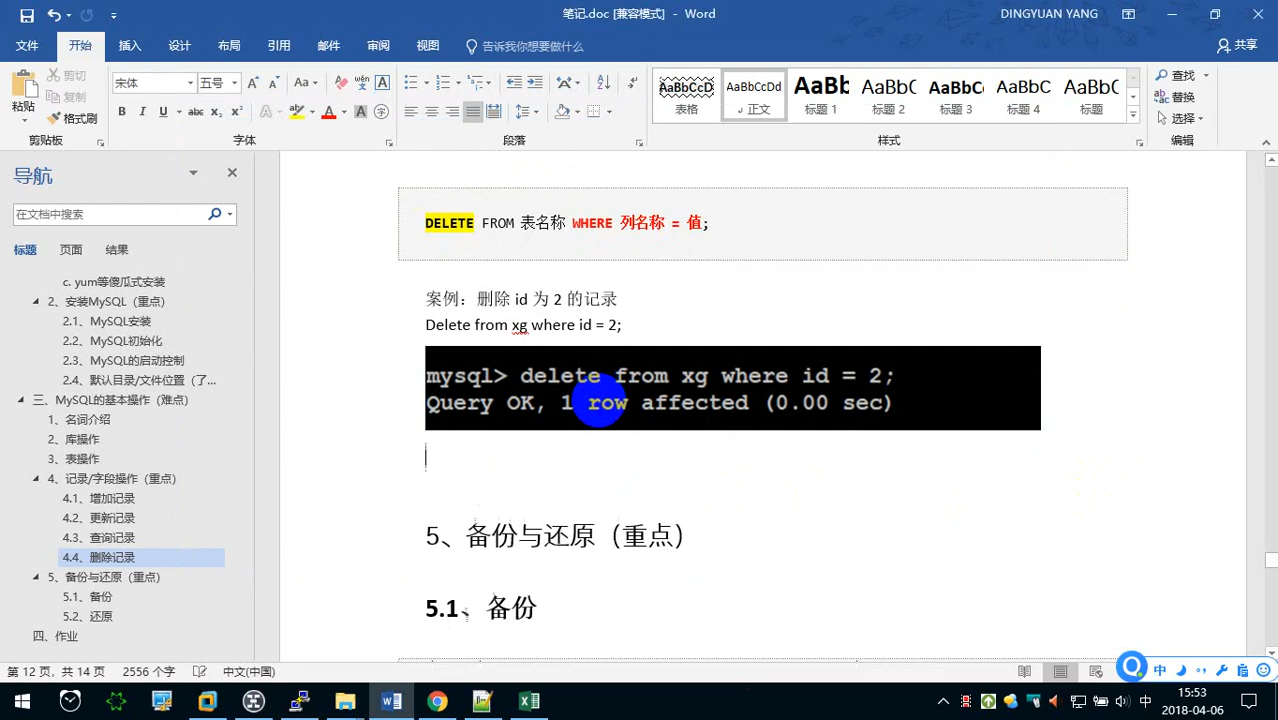 笔记.doc [兼容模式] - Word
DINGYUAN YANG
文件 开始 插入 设计 布局 引用 邮件 审阅 视图 告诉我你想要做什么 共享
粘贴
剪切
复制
格式刷
剪贴板
宋体 五号
字体
段落
AaBbCcD 表格
AaBbCcDd 正文
AaBb 标题 1
AaBbC 标题 2
AaBbC 标题 3
AaBbC 标题 4
AaBbC 标题
样式
查找
替换
选择
编辑
导航
在文档中搜索
标题 页面 结果
c. yum等傻瓜式安装
2、安装MySQL（重点）
2.1、MySQL安装
2.2、MySQL初始化
2.3、MySQL的启动控制
2.4、默认目录/文件位置（了...
三、MySQL的基本操作（难点）
1、名词介绍
2、库操作
3、表操作
4、记录/字段操作（重点）
4.1、增加记录
4.2、更新记录
4.3、查询记录
4.4、删除记录
5、备份与还原（重点）
5.1、备份
5.2、还原
四、作业
DELETE FROM 表名称 WHERE 列名称 = 值;
案例：删除 id 为 2 的记录
Delete from xg where id = 2;
mysql> delete from xg where id = 2;
Query OK, 1 row affected (0.00 sec)
5、备份与还原（重点）
5.1、备份
第 12 页，共 14 页 2556 个字 中文(中国)
中
中 15:53
2018-04-06